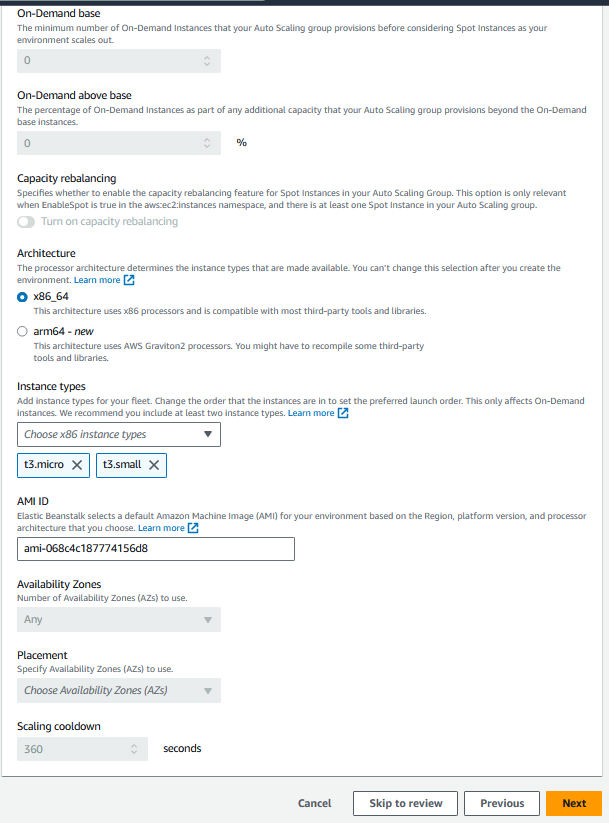 On-Demand base
The minimum number of On-Demand Instances that your Auto Scaling group provisions before considering Spot Instances as your
environment scales out.
0
On-Demand above base
The percentage of On-Demand Instances as part of any additional capacity that your Auto Scaling group provisions beyond the On-Demand
base instances.
0 %
Capacity rebalancing
Specifies whether to enable the capacity rebalancing feature for Spot Instances in your Auto Scaling Group. This option is only relevant
when EnableSpot is true in the aws:ec2:instances namespace, and there is at least one Spot Instance in your Auto Scaling group.
Turn on capacity rebalancing
Architecture
The processor architecture determines the instance types that are made available. You can't change this selection after you create the
environment. Learn more
x86_64
This architecture uses x86 processors and is compatible with most third-party tools and libraries.
arm64 - new
This architecture uses AWS Graviton2 processors. You might have to recompile some third-party
tools and libraries.
Instance types
Add instance types for your fleet. Change the order that the instances are in to set the preferred launch order. This only affects On-Demand
instances. We recommend you include at least two instance types. Learn more
Choose x86 instance types
t3.micro t3.small
AMI ID
Elastic Beanstalk selects a default Amazon Machine Image (AMI) for your environment based on the Region, platform version, and processor
architecture that you choose. Learn more
ami-068c4c187774156d8
Availability Zones
Number of Availability Zones (AZs) to use.
Any
Placement
Specify Availability Zones (AZs) to use.
Choose Availability Zones (AZs)
Scaling cooldown
360 seconds
Cancel Skip to review Previous Next